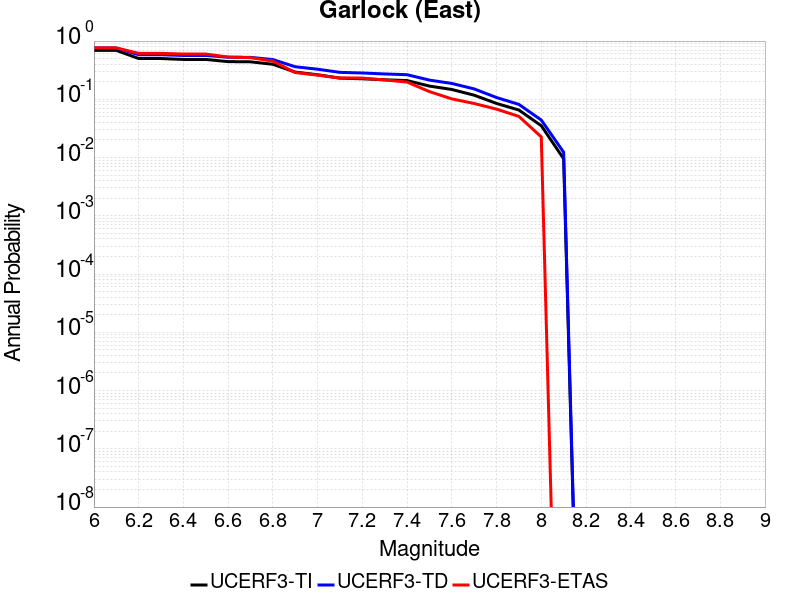 Garlock (East)
10^0
10^-1
10^-2
10^-3
10^-4
10^-5
10^-6
10^-7
10^-8
Annual Probability
6 6.2 6.4 6.6 6.8 7 7.2 7.4 7.6 7.8 8 8.2 8.4 8.6 8.8 9
Magnitude
UCERF3-TI UCERF3-TD UCERF3-ETAS